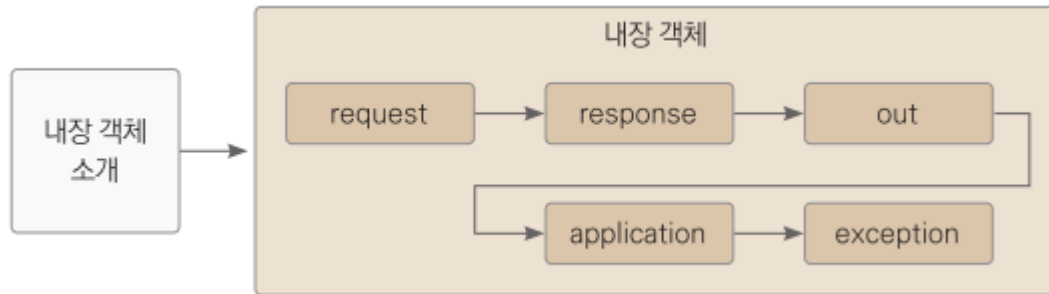 내장 객체
소개
내장 객체
request
response
out
application
exception